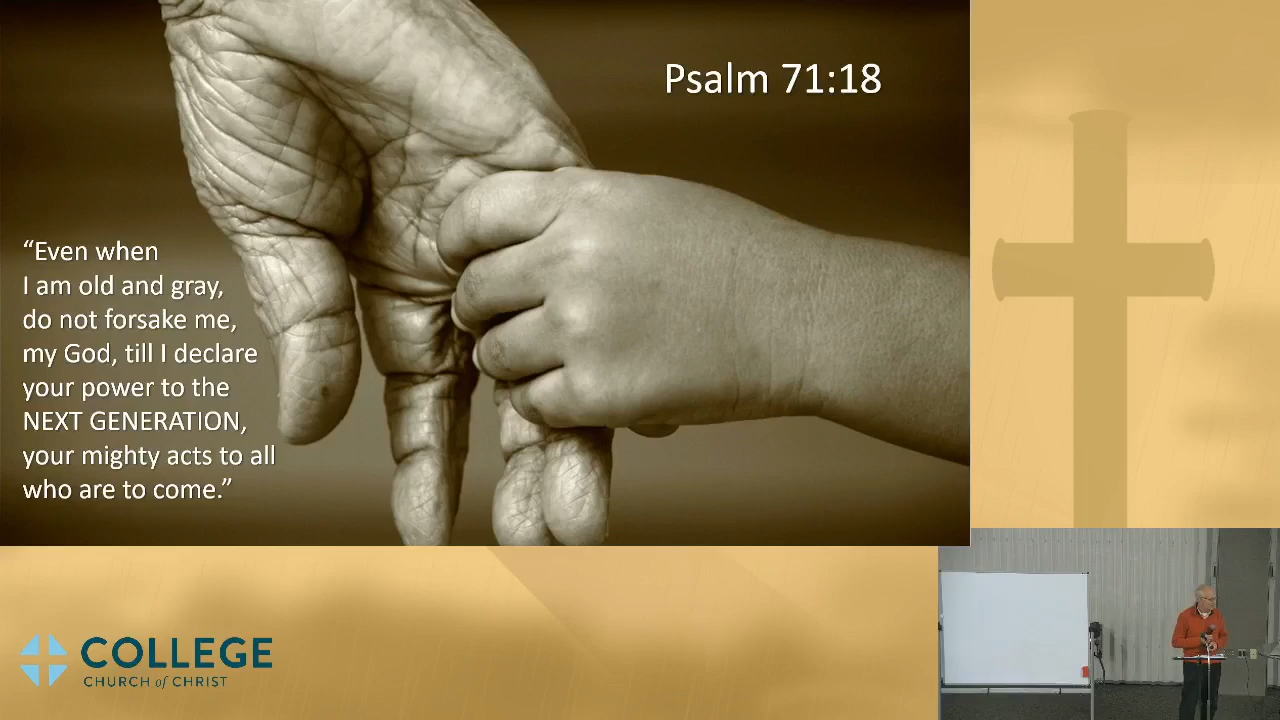 Psalm 71:18
“Even when
I am old and gray,
do not forsake me,
my God, till I declare
your power to the
NEXT GENERATION,
your mighty acts to all
who are to come.”
COLLEGE
CHURCH of CHRIST